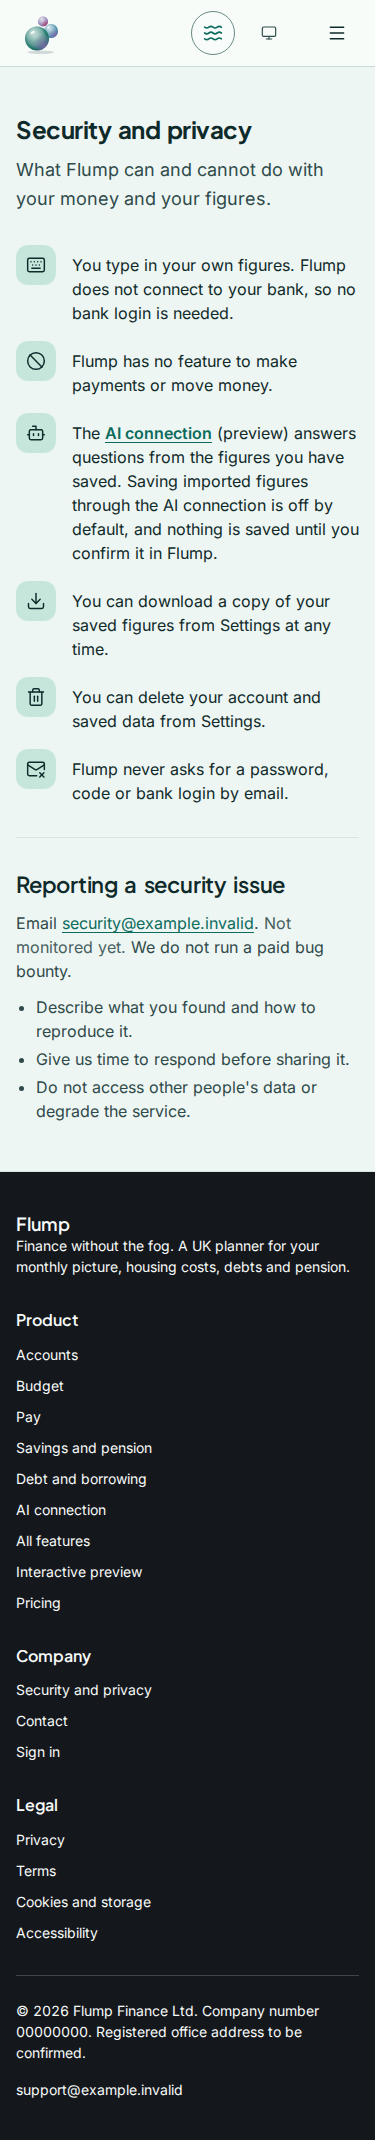 Security and privacy
What Flump can and cannot do with
your money and your figures.
You type in your own figures. Flump
does not connect to your bank, so no
bank login is needed.
Flump has no feature to make
payments or move money.
The AI connection (preview) answers
questions from the figures you have
saved. Saving imported figures
through the AI connection is off by
default, and nothing is saved until you
confirm it in Flump.
You can download a copy of your
saved figures from Settings at any
time.
You can delete your account and
saved data from Settings.
Flump never asks for a password,
code or bank login by email.
Reporting a security issue
Email security@example.invalid. Not
monitored yet. We do not run a paid bug
bounty.
• Describe what you found and how to
reproduce it.
• Give us time to respond before sharing it.
• Do not access other people's data or
degrade the service.
Flump
Finance without the fog. A UK planner for your
monthly picture, housing costs, debts and pension.
Product
Accounts
Budget
Pay
Savings and pension
Debt and borrowing
AI connection
All features
Interactive preview
Pricing
Company
Security and privacy
Contact
Sign in
Legal
Privacy
Terms
Cookies and storage
Accessibility
© 2026 Flump Finance Ltd. Company number
00000000. Registered office address to be
confirmed.
support@example.invalid